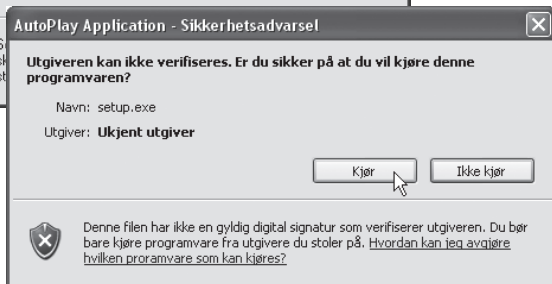 AutoPlay Application - Sikkerhetsadvarsel
Utgiveren kan ikke verifiseres. Er du sikker på at du vil kjøre denne
programvaren?
Navn: setup.exe
Utgiver: Ukjent utgiver
Kjør
Ikke kjør
Denne filen har ikke en gyldig digital signatur som verifiserer utgiveren. Du bør
bare kjøre programvare fra utgivere du stoler på. Hvordan kan jeg avgjøre
hvilken proramvare som kan kjøres?